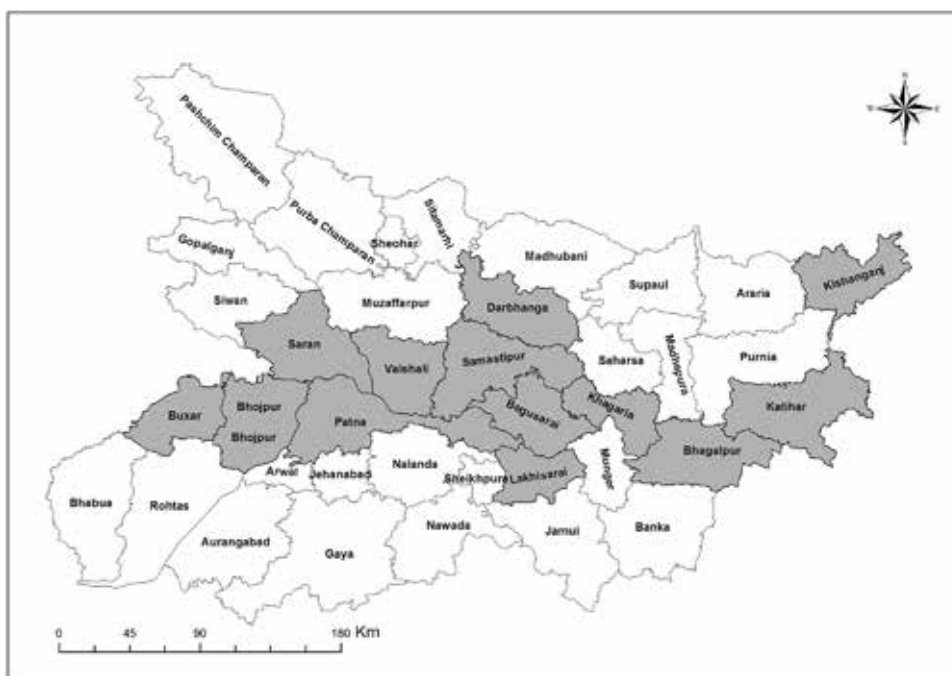 N
W
E
S
Pashchim Champaran
Purba Champaran
Sheohar
Sitamarhi
Gopalganj
Siwan
Muzaffarpur
Madhubani
Supaul
Araria
Kishanganj
Darbhanga
Saran
Vaishali
Samastipur
Saharsa
Madhepura
Purnia
Buxar
Bhojpur
Bhojpur
Patna
Begusarai
Khagaria
Katihar
Bhagalpur
Bhabua
Rohtas
Arwal
Jehanabad
Nalanda
Sheikhpura
Lakhisarai
Munger
Aurangabad
Gaya
Nawada
Jamui
Banka
0 45 90 180 Km